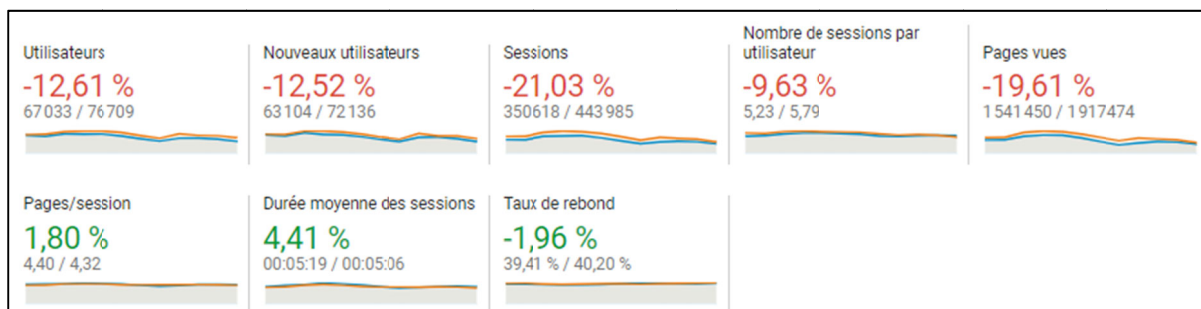 Utilisateurs
-12,61 %
67 033 / 76 709
Nouveaux utilisateurs
-12,52 %
63 104 / 72 136
Sessions
-21,03 %
350 618 / 443 985
Nombre de sessions par
utilisateur
-9,63 %
5,23 / 5,79
Pages vues
-19,61 %
1 541 450 / 1 917 474
Pages/session
1,80 %
4,40 / 4,32
Durée moyenne des sessions
4,41 %
00:05:19 / 00:05:06
Taux de rebond
-1,96 %
39,41 % / 40,20 %